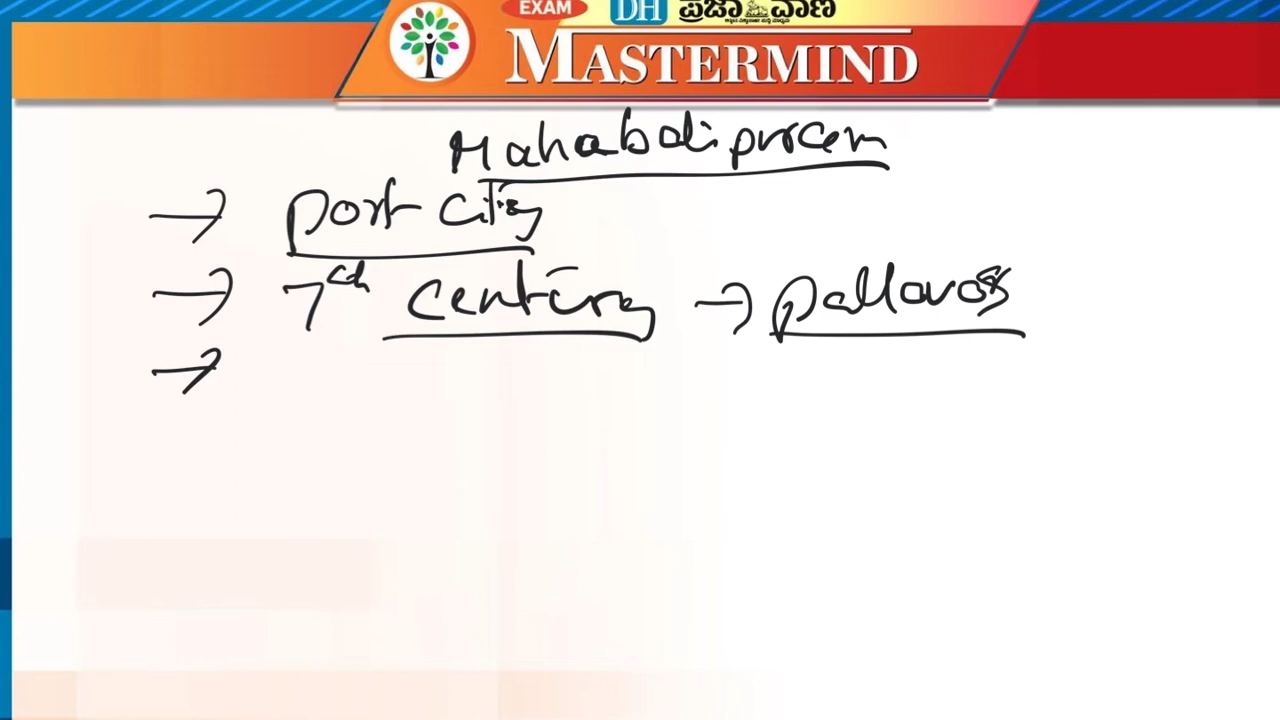 EXAM DH ಪ್ರಜಾವಾಣಿ
MASTERMIND
Mahabalipuram
→ port city
→ 7th century → pallavas
→